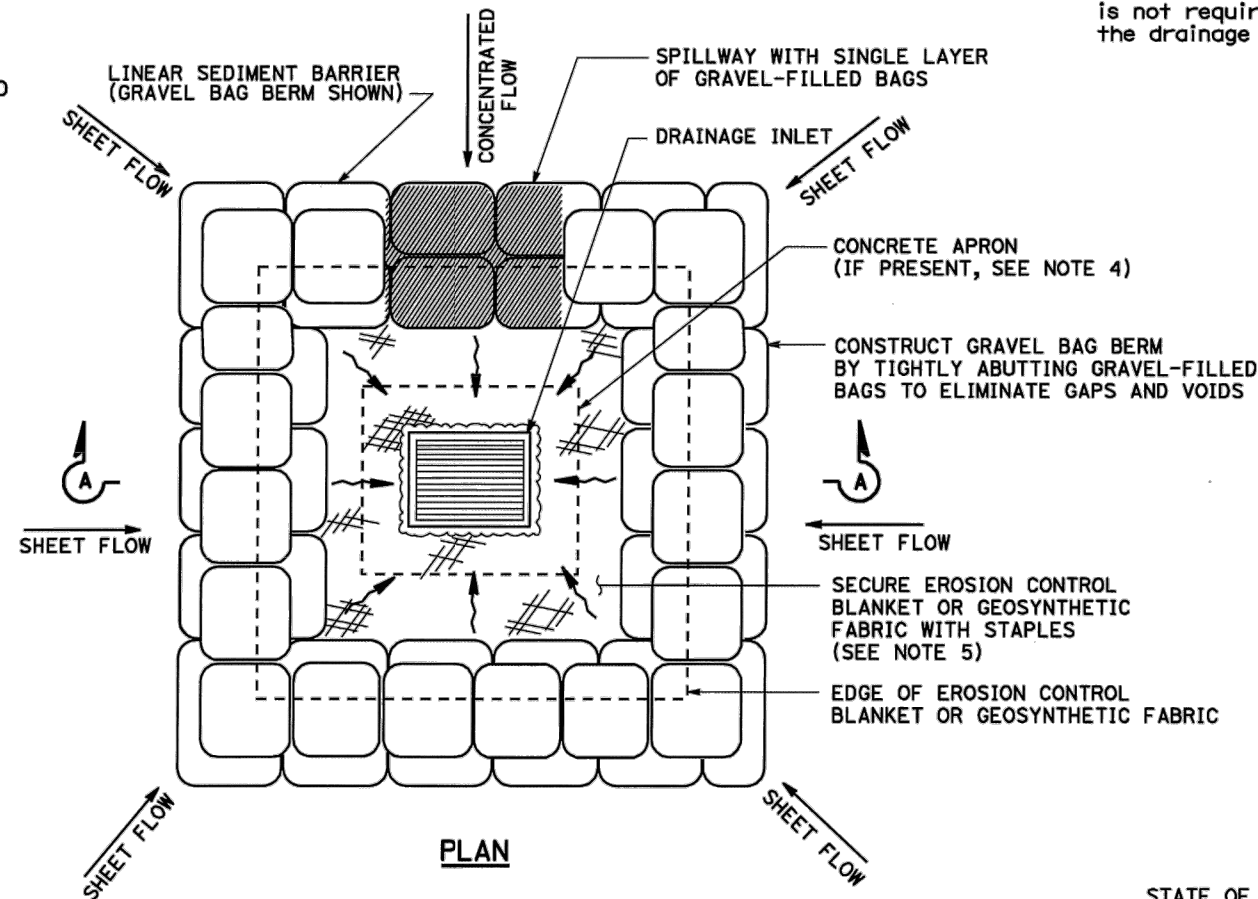 is not requir
the drainage
CONCENTRATED
FLOW
SPILLWAY WITH SINGLE LAYER
OF GRAVEL-FILLED BAGS
LINEAR SEDIMENT BARRIER
(GRAVEL BAG BERM SHOWN)
SHEET FLOW
DRAINAGE INLET
SHEET FLOW
CONCRETE APRON
(IF PRESENT, SEE NOTE 4)
CONSTRUCT GRAVEL BAG BERM
BY TIGHTLY ABUTTING GRAVEL-FILLED
BAGS TO ELIMINATE GAPS AND VOIDS
A
A
SHEET FLOW
SHEET FLOW
SECURE EROSION CONTROL
BLANKET OR GEOSYNTHETIC
FABRIC WITH STAPLES
(SEE NOTE 5)
EDGE OF EROSION CONTROL
BLANKET OR GEOSYNTHETIC FABRIC
SHEET FLOW
SHEET FLOW
PLAN
STATE OF